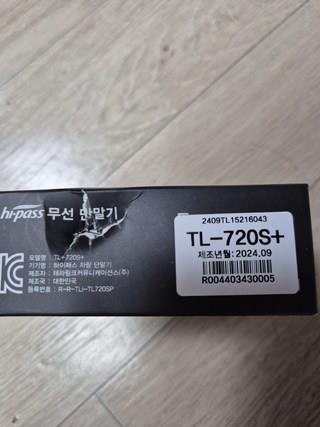 hi-pass 무선 단말기
모델명 : TL-720S+
기기명 : 하이패스 차량 단말기
제조자 : 테라링크커뮤니케이션스(주)
제조국 : 대한민국
등록번호 : R-R-TLI-TL720SP
2409TL15216043
TL-720S+
제조년월: 2024.09
R004403430005